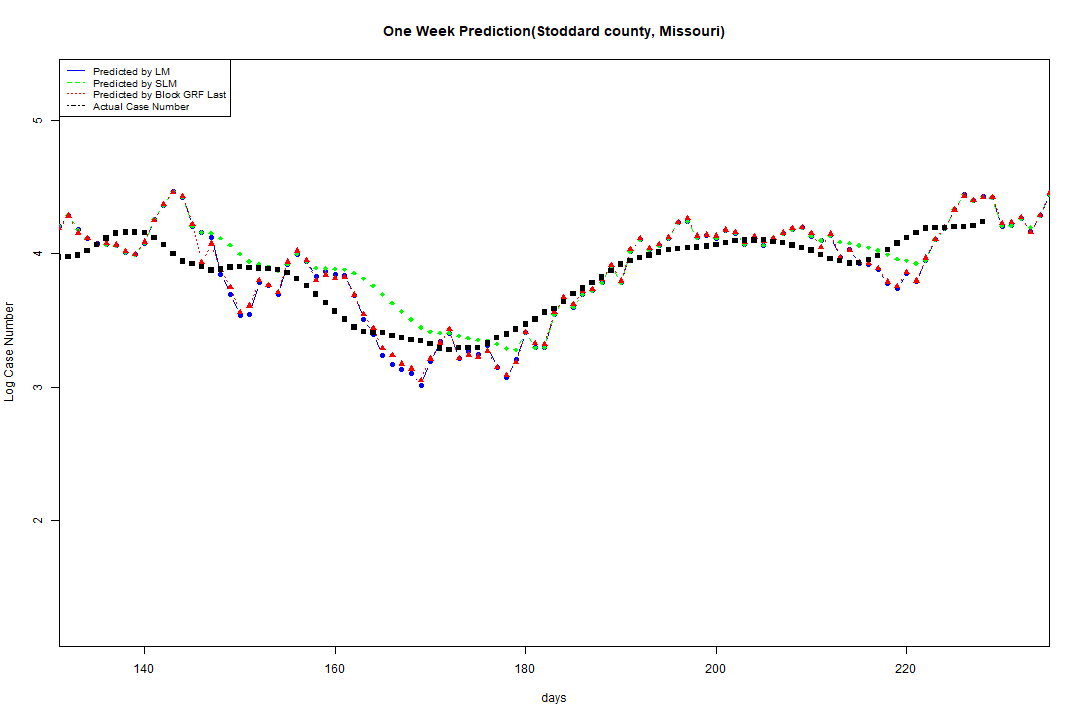 One Week Prediction(Stoddard county, Missouri)
Predicted by LM
Predicted by SLM
Predicted by Block GRF Last
Actual Case Number
5
4
3
2
Log Case Number
140 160 180 200 220
days